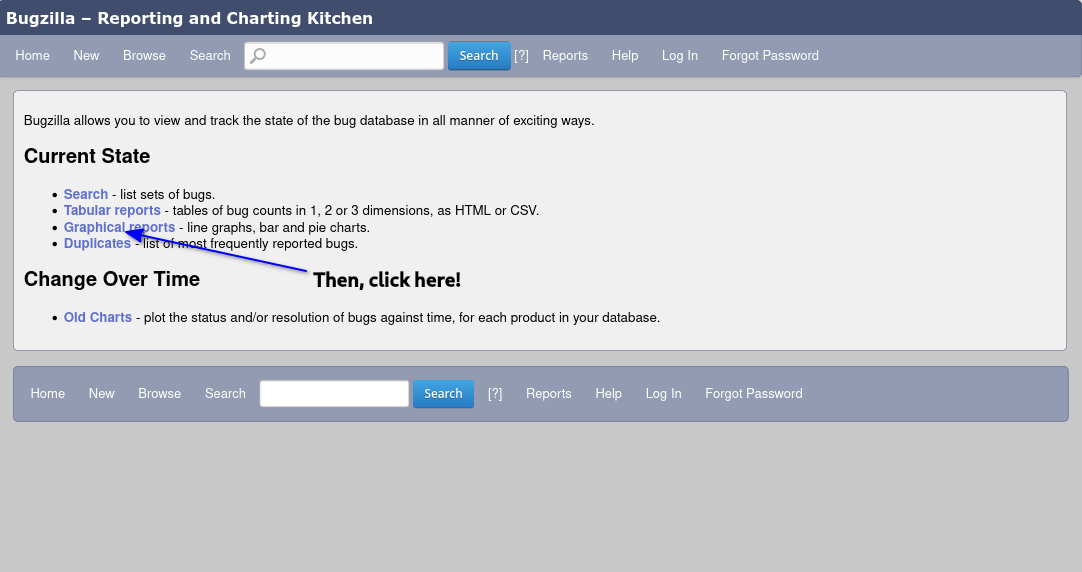 Bugzilla – Reporting and Charting Kitchen
Home New Browse Search Search [?] Reports Help Log In Forgot Password
Bugzilla allows you to view and track the state of the bug database in all manner of exciting ways.
Current State
• Search - list sets of bugs.
• Tabular reports - tables of bug counts in 1, 2 or 3 dimensions, as HTML or CSV.
• Graphical reports - line graphs, bar and pie charts.
• Duplicates - list of most frequently reported bugs.
Change Over Time
Then, click here!
• Old Charts - plot the status and/or resolution of bugs against time, for each product in your database.
Home New Browse Search Search [?] Reports Help Log In Forgot Password